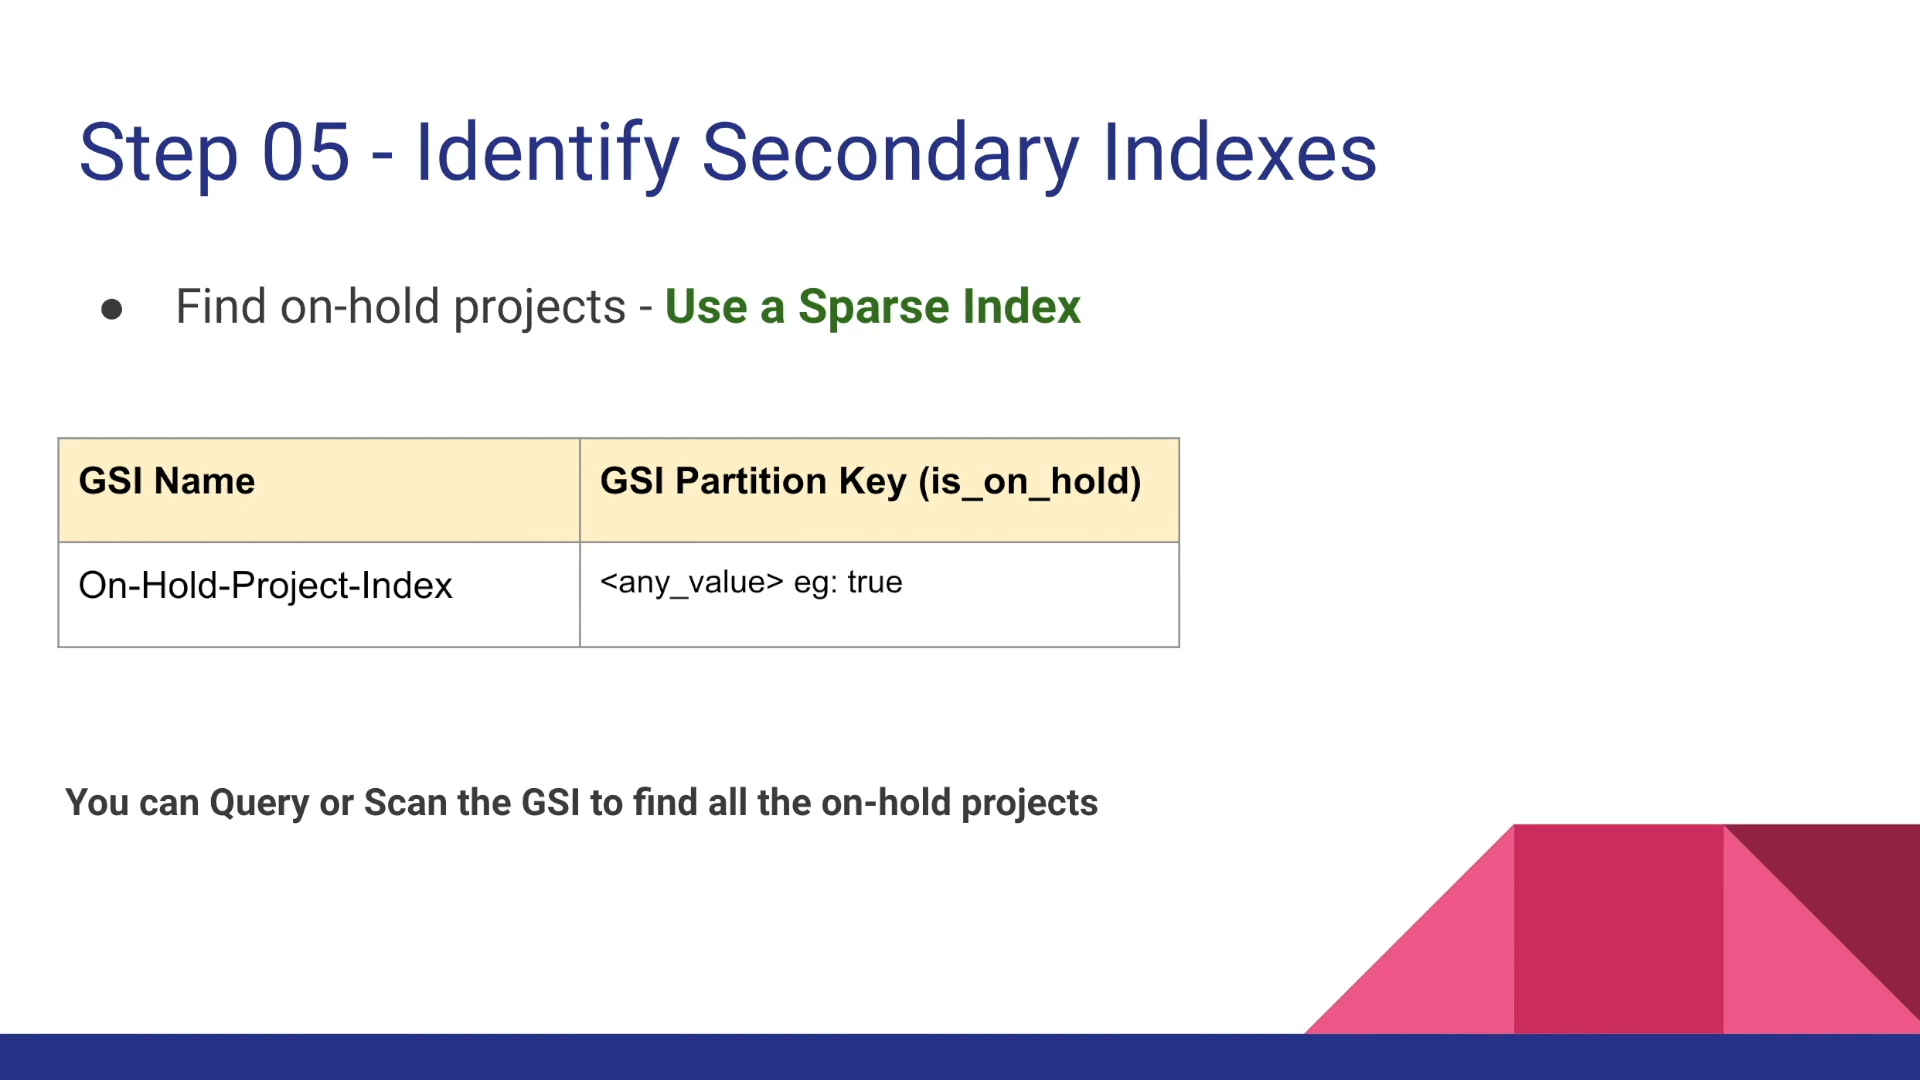 Step 05 - Identify Secondary Indexes
● Find on-hold projects - Use a Sparse Index
GSI Name GSI Partition Key (is_on_hold)
On-Hold-Project-Index <any_value> eg: true
You can Query or Scan the GSI to find all the on-hold projects